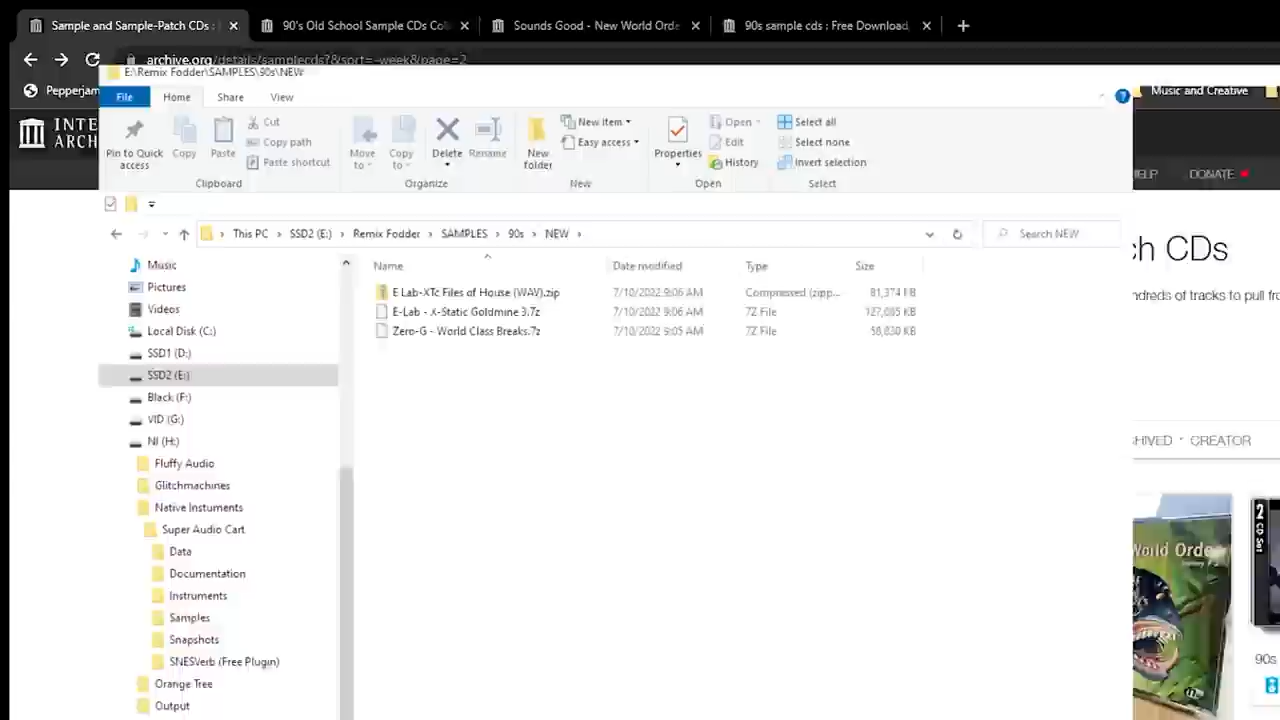 Sample and Sample-Patch CDs :
90's Old School Sample CDs Col
Sounds Good - New World Orde
90s sample cds : Free Download
archive.org/details/samplecds?&sort=-week&page=2
E:\Remix Fodder\SAMPLES\90s\NEW
Pepperjam
Music and Creative
File Home Share View
INTE
ARCH
Pin to Quick access
Copy
Paste
Cut
Copy path
Paste shortcut
Clipboard
Move to
Copy to
Delete
Rename
Organize
New folder
New item
Easy access
New
Properties
Open
Edit
History
Open
Select all
Select none
Invert selection
Select
HELP DONATE
This PC > SSD2 (E:) > Remix Fodder > SAMPLES > 90s > NEW >
Search NEW
ch CDs
Name Date modified Type Size
E Lab-XTc Files of House (WAV).zip 7/10/2022 9:06 AM Compressed (zipp... 81,374 KB
E-Lab - X-Static Goldmine 3.7z 7/10/2022 9:06 AM 7Z File
Zero-G - World Class Breaks.7z 7/10/2022 9:05 AM 7Z File
ndreds of tracks to pull fro
Music
Pictures
Videos
Local Disk (C:)
SSD1 (D:)
SSD2 (E:)
Black (F:)
VID (G:)
NI (H:)
Fluffy Audio
Glitchmachines
Native Instuments
Super Audio Cart
Data
Documentation
Instruments
Samples
Snapshots
SNESVerb (Free Plugin)
Orange Tree
Output
CHIVED · CREATOR
World Order
2 CD Set
90s